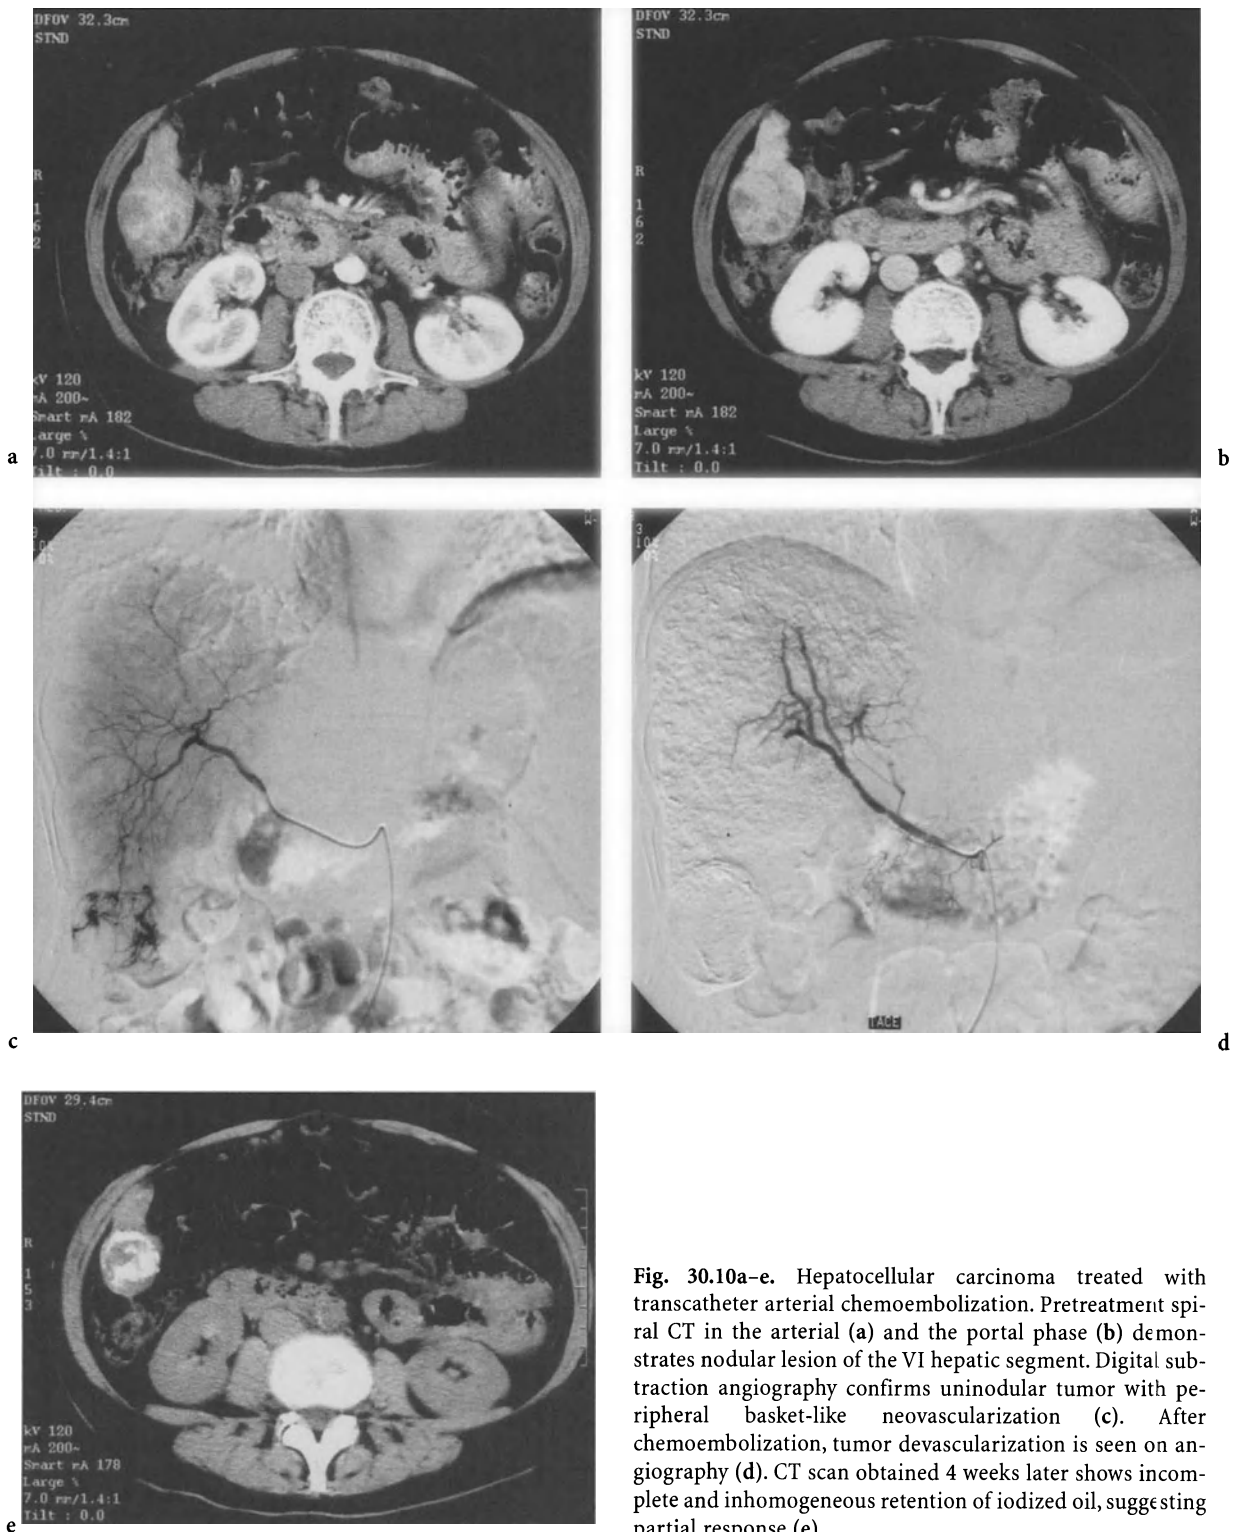 DFOV 32.3cm
STND
R
1
6
2
kV 120
mA 200~
Smart mA 182
Large %
7.0 mm/1.4:1
Tilt : 0.0
a
DFOV 32.3cm
STND
R
1
6
2
kV 120
mA 200~
Smart mA 182
Large %
7.0 mm/1.4:1
Tilt : 0.0
b
c
3
TACE
d
DFOV 29.4cm
STND
R
1
5
3
kV 120
mA 200~
Smart mA 178
Large %
7.0 mm/1.4:1
Tilt : 0.0
e
Fig. 30.10a–e. Hepatocellular carcinoma treated with
transcatheter arterial chemoembolization. Pretreatment spi-
ral CT in the arterial (a) and the portal phase (b) demon-
strates nodular lesion of the VI hepatic segment. Digital sub-
traction angiography confirms uninodular tumor with pe-
ripheral basket-like neovascularization (c). After
chemoembolization, tumor devascularization is seen on an-
giography (d). CT scan obtained 4 weeks later shows incom-
plete and inhomogeneous retention of iodized oil, suggesting
partial response (e)